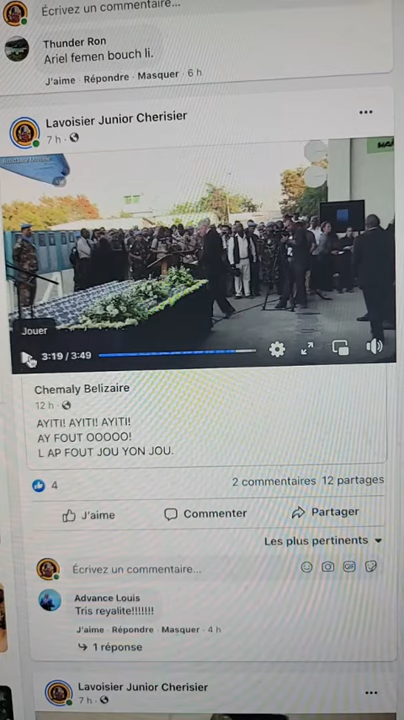 Écrivez un commentaire...
Thunder Ron
Ariel femen bouch li.
J'aime · Répondre · Masquer · 6 h
Lavoisier Junior Cherisier
7 h ·
Jouer
3:19 / 3:49
Chemaly Belizaire
12 h ·
AYITI! AYITI! AYITI!
AY FOUT OOOOO!
L AP FOUT JOU YON JOU.
4
2 commentaires 12 partages
J'aime Commenter Partager
Les plus pertinents
Écrivez un commentaire...
GIF
Advance Louis
Tris reyalite!!!!!!!
J'aime · Répondre · Masquer · 4 h
1 réponse
Lavoisier Junior Cherisier
7 h ·